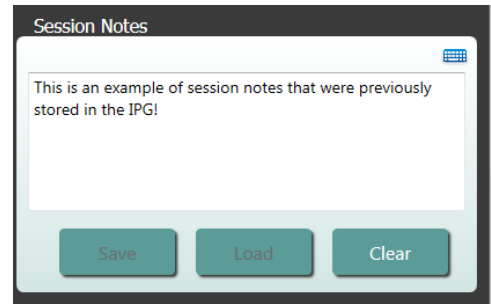 Session Notes
This is an example of session notes that were previously
stored in the IPG!
Save
Load
Clear